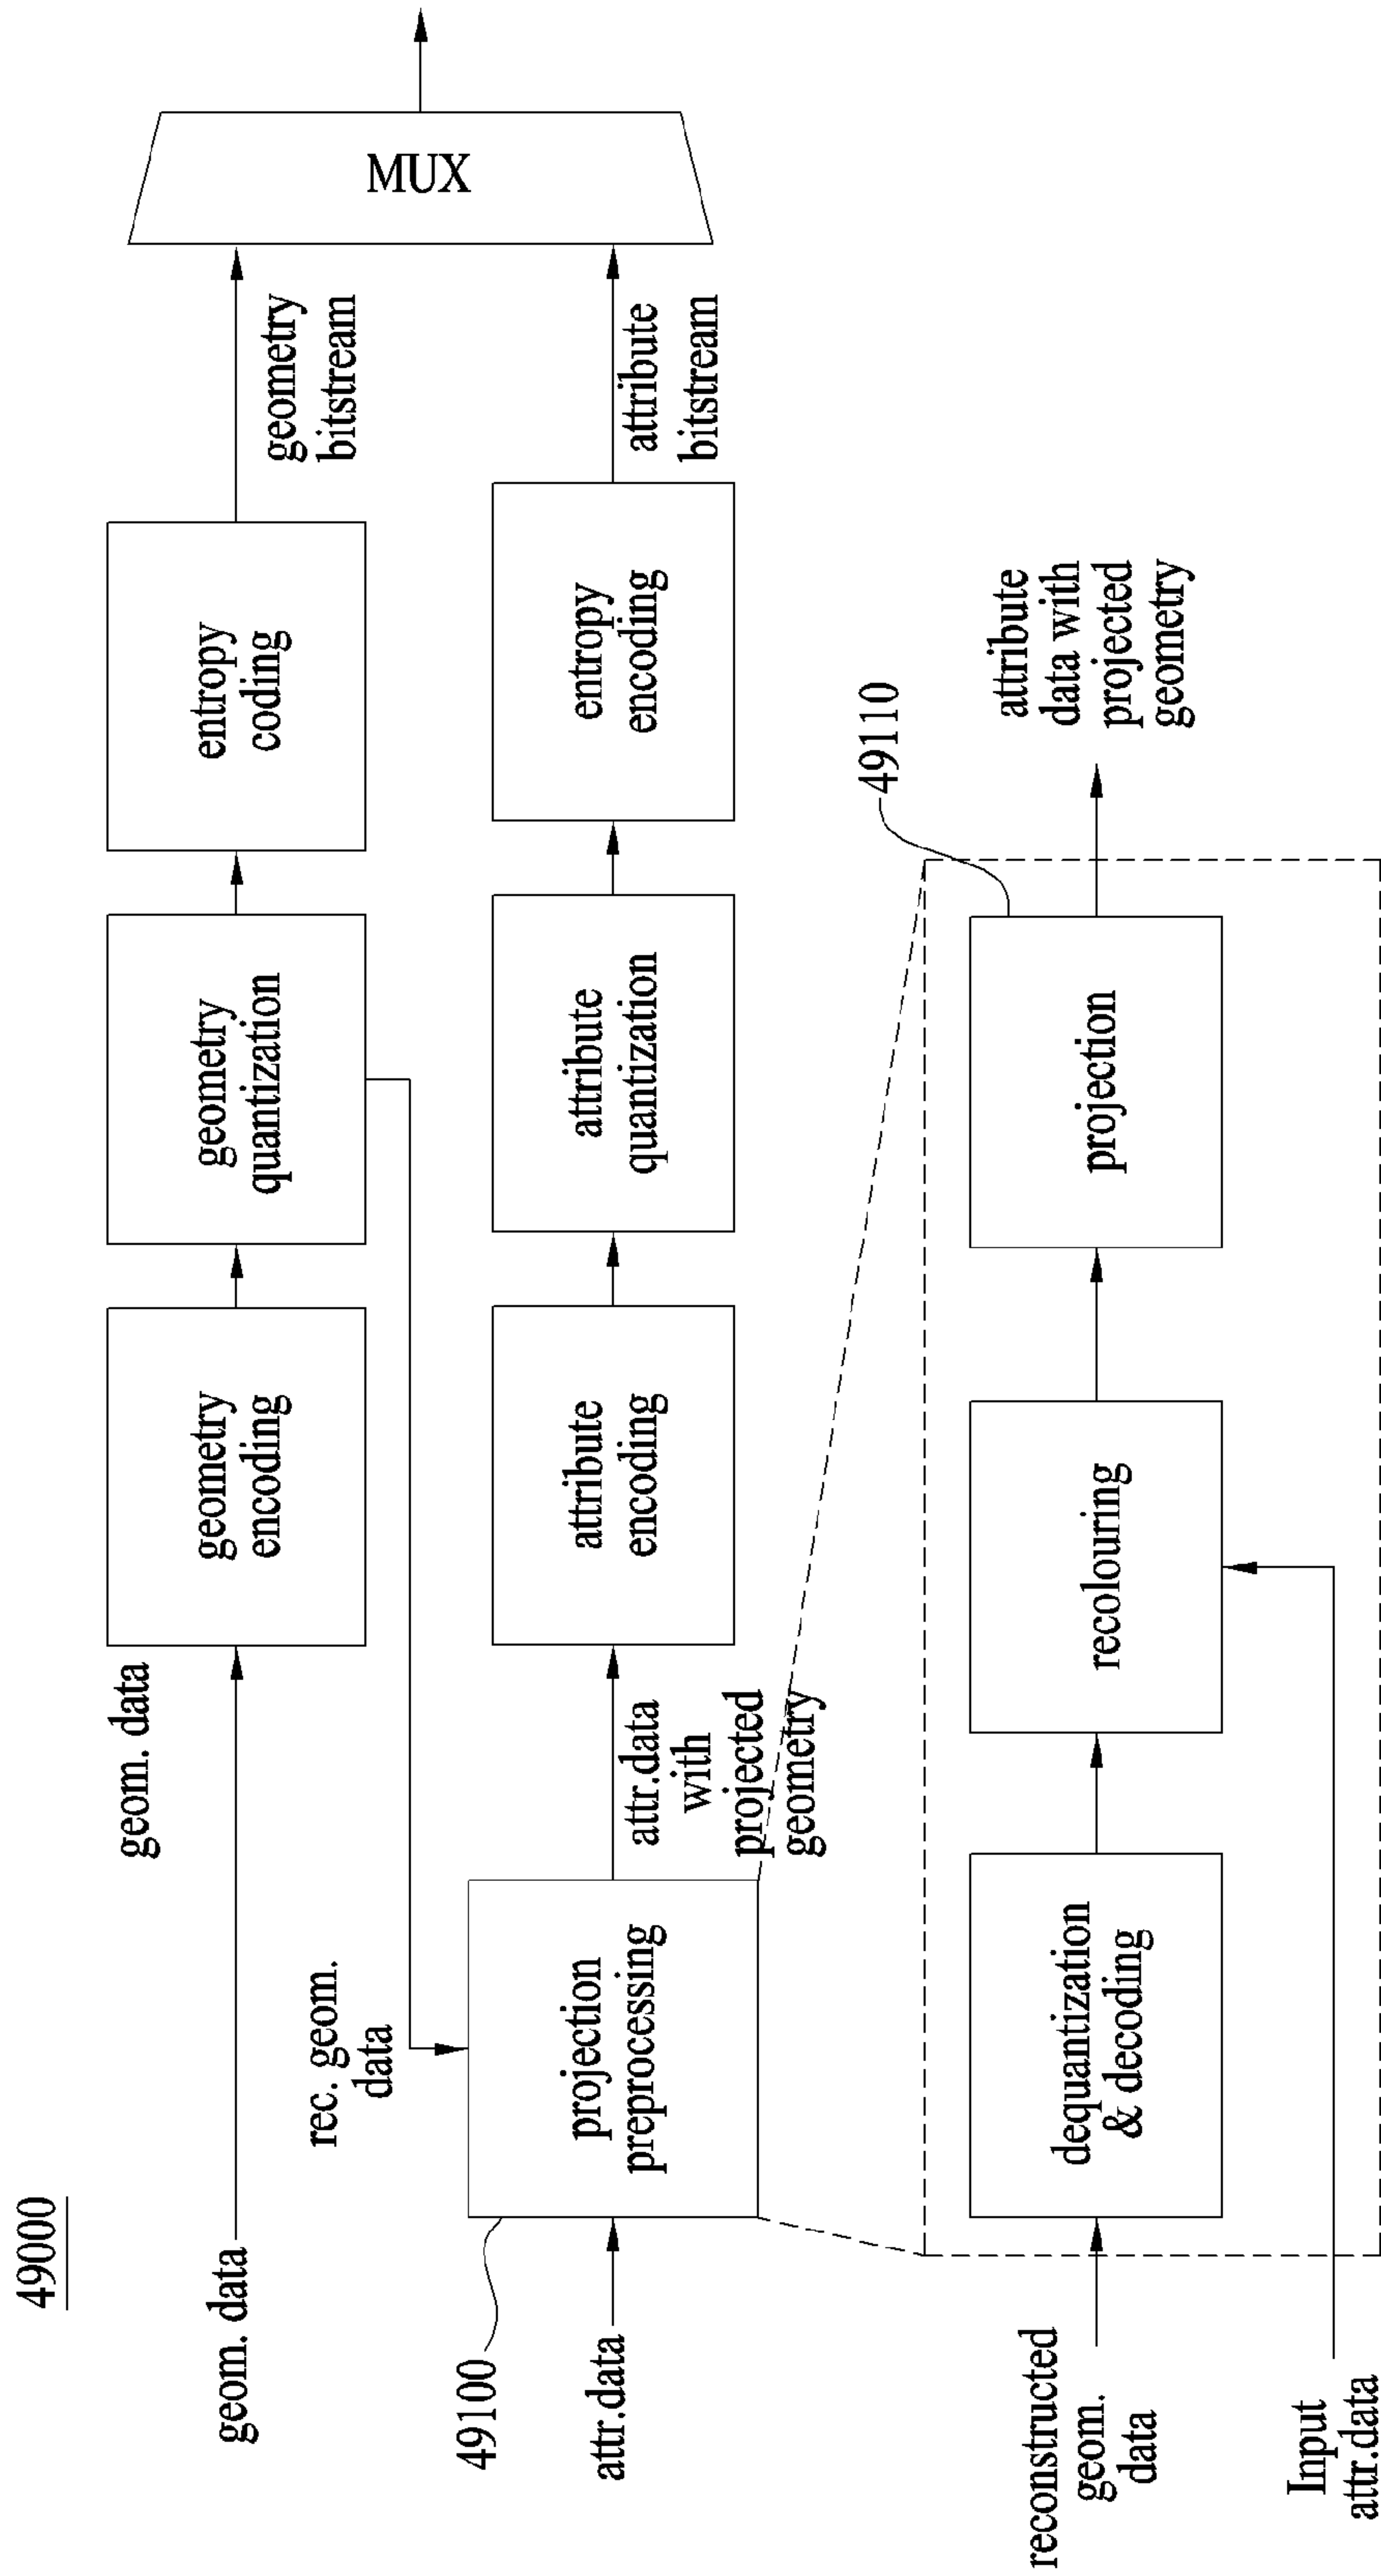 49000
geom. data
geom. data
geometry
encoding
geometry
quantization
entropy
coding
geometry
bitstream
MUX
rec. geom.
data
49100
attr.data
projection
preprocessing
attr.data
with
projected
geometry
attribute
encoding
attribute
quantization
entropy
encoding
attribute
bitstream
49110
reconstructed
geom.
data
dequantization
& decoding
recolouring
projection
attribute
data with
projected
geometry
Input
attr.data